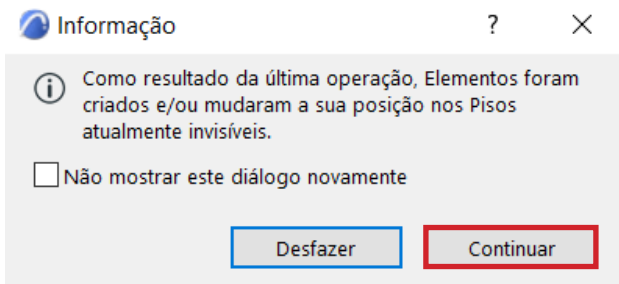 Informação ?
Como resultado da última operação, Elementos foram
criados e/ou mudaram a sua posição nos Pisos
atualmente invisíveis.
Não mostrar este diálogo novamente
Desfazer Continuar